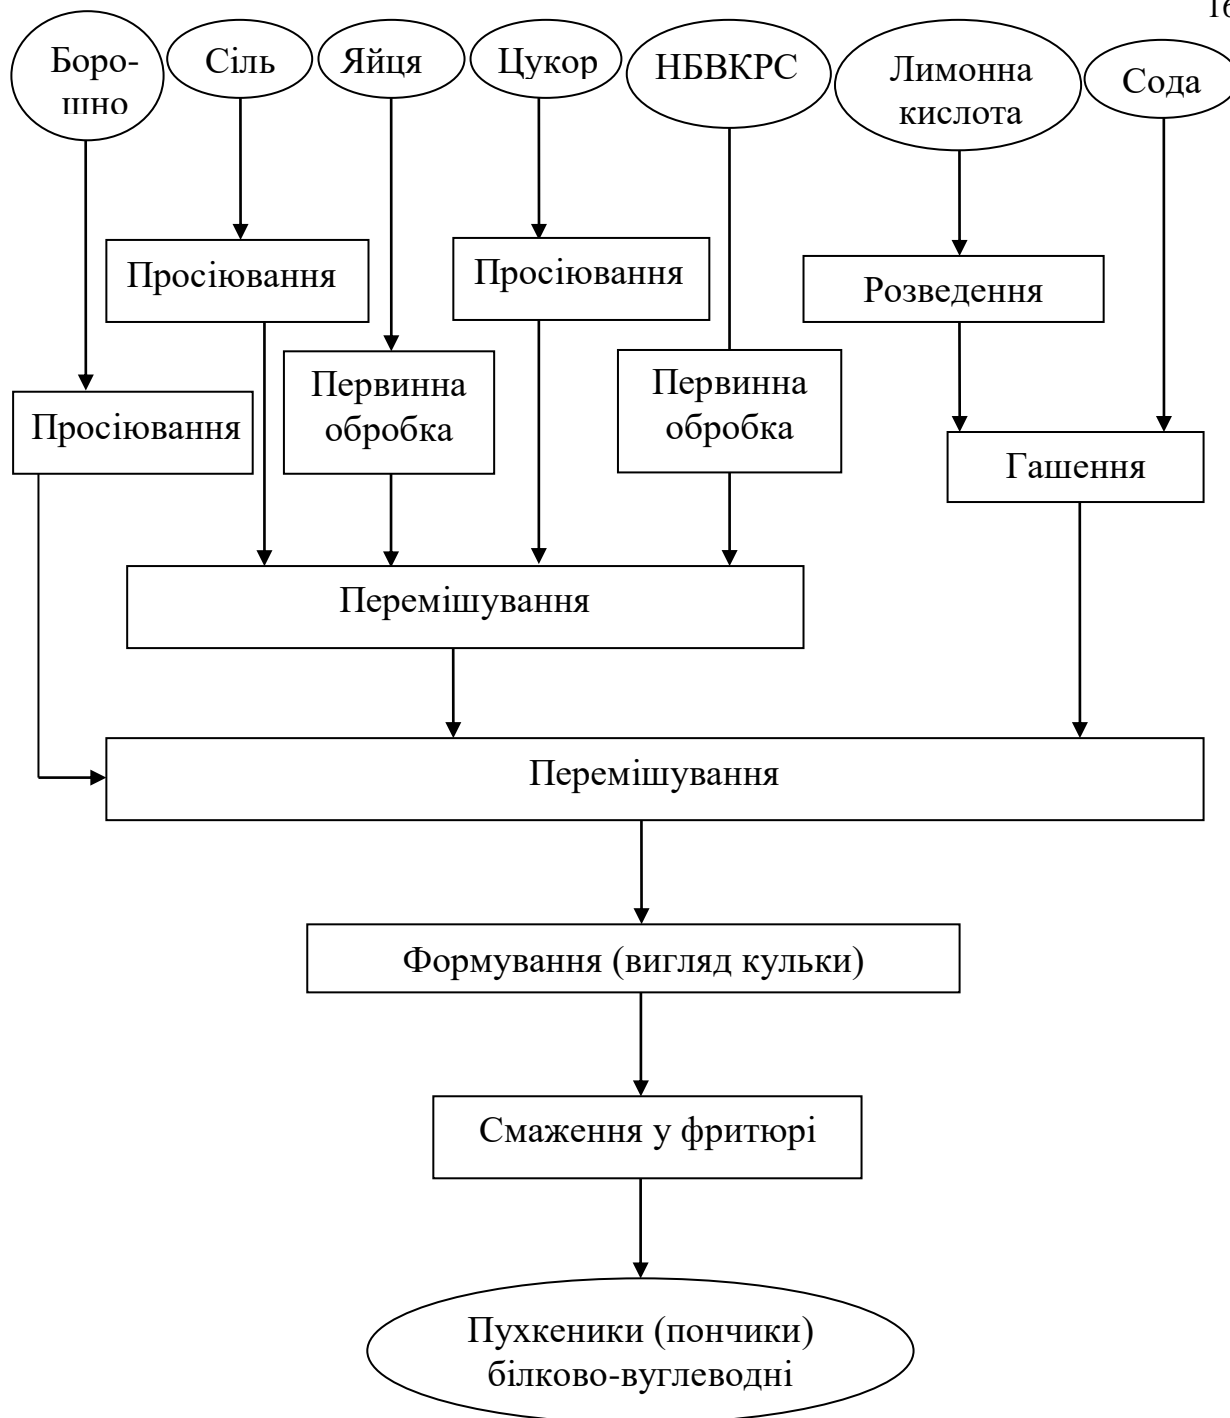 16
Боро-
шно
Сіль
Яйця
Цукор
НБВКРС
Лимонна
кислота
Сода
Просіювання
Просіювання
Розведення
Первинна
обробка
Первинна
обробка
Просіювання
Гашення
Перемішування
Перемішування
Формування (вигляд кульки)
Смаження у фритюрі
Пухкеники (пончики)
білково-вуглеводні